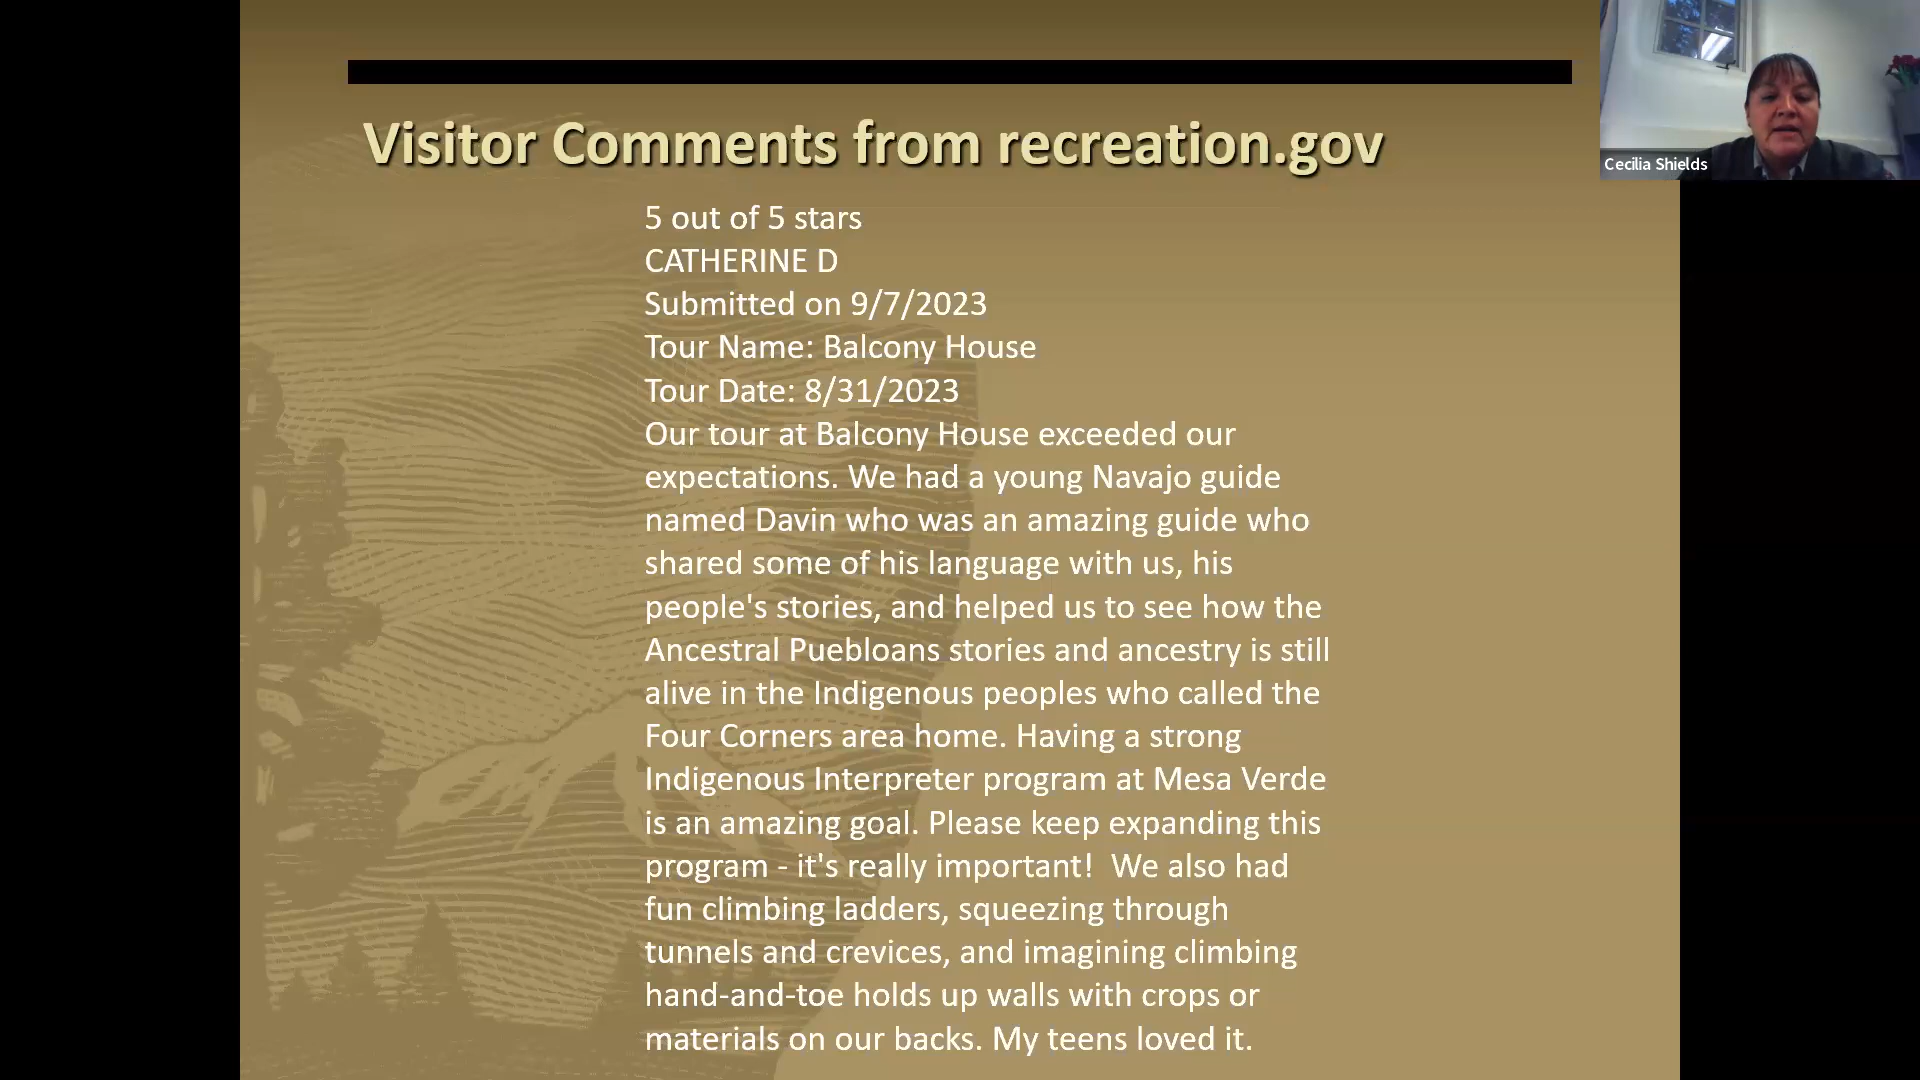 Visitor Comments from recreation.gov
Cecilia Shields
5 out of 5 stars
CATHERINE D
Submitted on 9/7/2023
Tour Name: Balcony House
Tour Date: 8/31/2023
Our tour at Balcony House exceeded our
expectations. We had a young Navajo guide
named Davin who was an amazing guide who
shared some of his language with us, his
people's stories, and helped us to see how the
Ancestral Puebloans stories and ancestry is still
alive in the Indigenous peoples who called the
Four Corners area home. Having a strong
Indigenous Interpreter program at Mesa Verde
is an amazing goal. Please keep expanding this
program - it's really important!  We also had
fun climbing ladders, squeezing through
tunnels and crevices, and imagining climbing
hand-and-toe holds up walls with crops or
materials on our backs. My teens loved it.